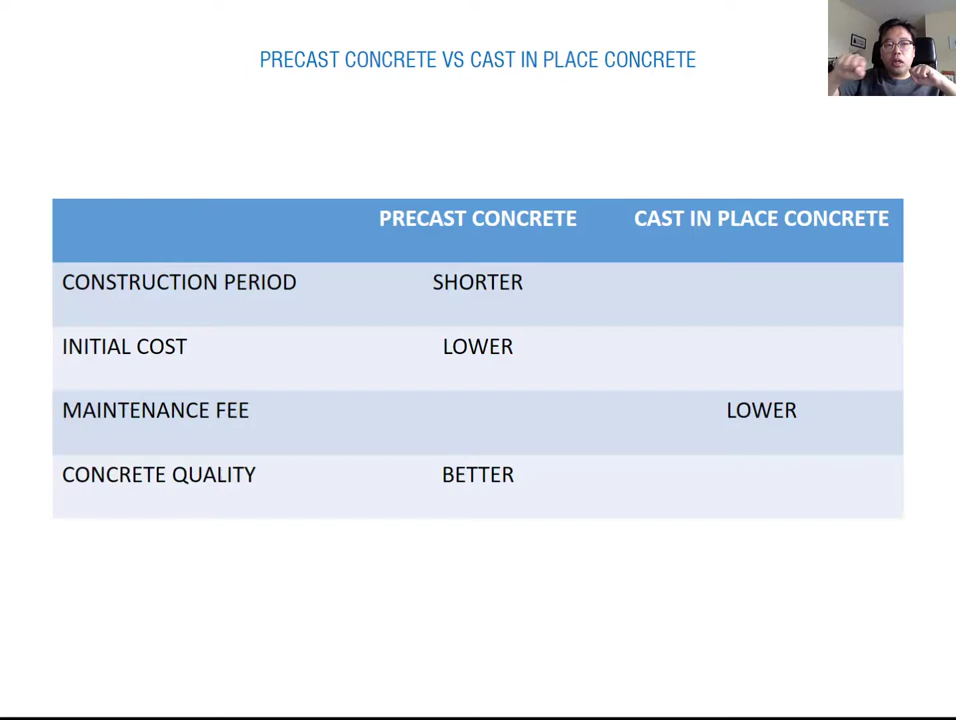 PRECAST CONCRETE VS CAST IN PLACE CONCRETE
PRECAST CONCRETE CAST IN PLACE CONCRETE
CONSTRUCTION PERIOD SHORTER
INITIAL COST LOWER
MAINTENANCE FEE LOWER
CONCRETE QUALITY BETTER